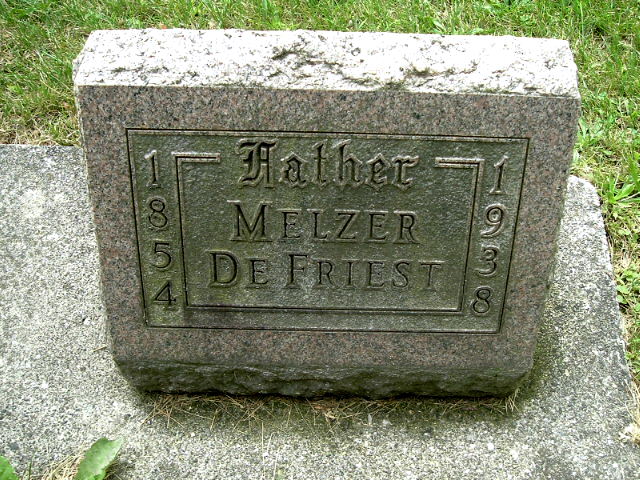 Father
1854
Melzer
De Friest
1938